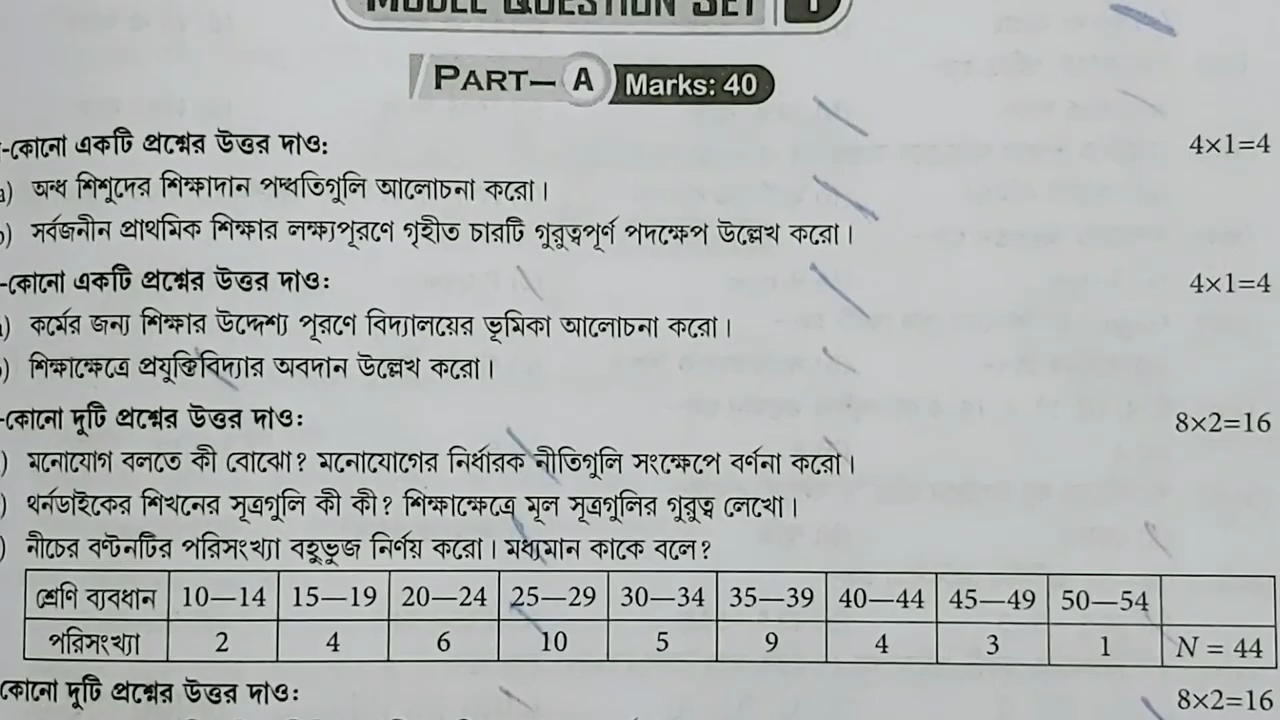 MODEL QUESTION SET 1
PART— A Marks: 40
-কোনো একটি প্রশ্নের উত্তর দাও: 4×1=4
a) অন্ধ শিশুদের শিক্ষাদান পদ্ধতিগুলি আলোচনা করো।
b) সর্বজনীন প্রাথমিক শিক্ষার লক্ষ্যপূরণে গৃহীত চারটি গুরুত্বপূর্ণ পদক্ষেপ উল্লেখ করো।
-কোনো একটি প্রশ্নের উত্তর দাও: 4×1=4
) কর্মের জন্য শিক্ষার উদ্দেশ্য পূরণে বিদ্যালয়ের ভূমিকা আলোচনা করো।
) শিক্ষাক্ষেত্রে প্রযুক্তিবিদ্যার অবদান উল্লেখ করো।
-কোনো দুটি প্রশ্নের উত্তর দাও: 8×2=16
) মনোযোগ বলতে কী বোঝো? মনোযোগের নির্ধারক নীতিগুলি সংক্ষেপে বর্ণনা করো।
) থর্নডাইকের শিখনের সূত্রগুলি কী কী? শিক্ষাক্ষেত্রে মূল সূত্রগুলির গুরুত্ব লেখো।
) নীচের বণ্টনটির পরিসংখ্যা বহুভুজ নির্ণয় করো। মধ্যমান কাকে বলে?
শ্রেণি ব্যবধান 10—14 15—19 20—24 25—29 30—34 35—39 40—44 45—49 50—54
পরিসংখ্যা 2 4 6 10 5 9 4 3 1 N = 44
কোনো দুটি প্রশ্নের উত্তর দাও: 8×2=16